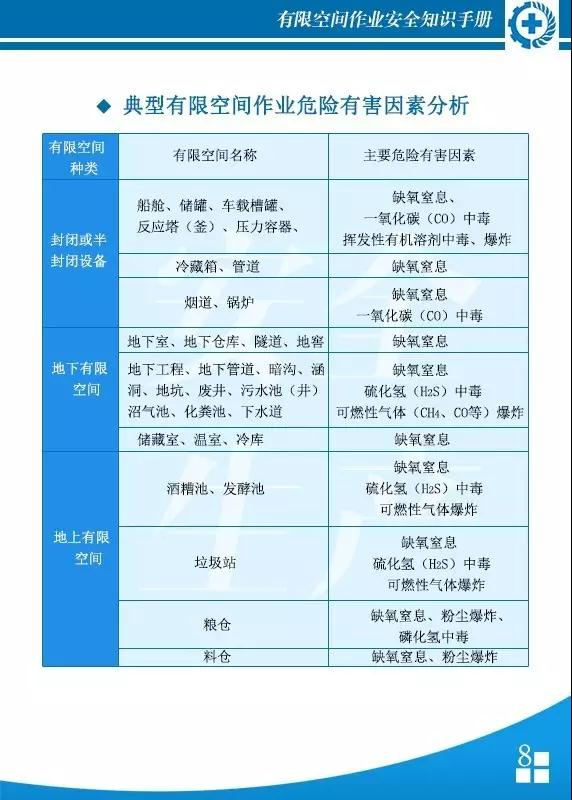 有限空间作业安全知识手册
◆ 典型有限空间作业危险有害因素分析
有限空间
种类
有限空间名称
主要危险有害因素
封闭或半
封闭设备
船舱、储罐、车载槽罐、
反应塔（釜）、压力容器、
缺氧窒息、
一氧化碳（CO）中毒
挥发性有机溶剂中毒、爆炸
冷藏箱、管道
缺氧窒息
烟道、锅炉
缺氧窒息
一氧化碳（CO）中毒
地下有限
空间
地下室、地下仓库、隧道、地窖
缺氧窒息
地下工程、地下管道、暗沟、涵
洞、地坑、废井、污水池（井）
沼气池、化粪池、下水道
缺氧窒息
硫化氢（H2S）中毒
可燃性气体（CH4、CO等）爆炸
储藏室、温室、冷库
缺氧窒息
地上有限
空间
酒糟池、发酵池
缺氧窒息
硫化氢（H2S）中毒
可燃性气体爆炸
垃圾站
缺氧窒息
硫化氢（H2S）中毒
可燃性气体爆炸
粮仓
缺氧窒息、粉尘爆炸、
磷化氢中毒
料仓
缺氧窒息、粉尘爆炸
安全
生产
8